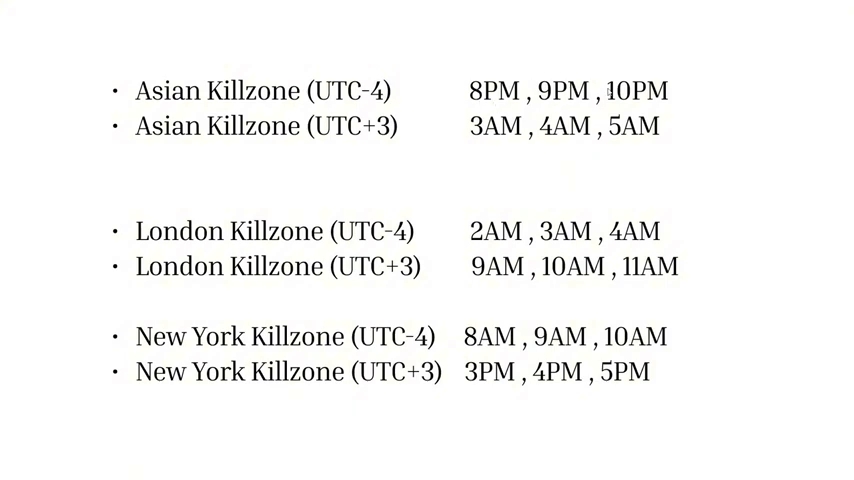 • Asian Killzone (UTC-4) 8PM , 9PM , 10PM
• Asian Killzone (UTC+3) 3AM , 4AM , 5AM
• London Killzone (UTC-4) 2AM , 3AM , 4AM
• London Killzone (UTC+3) 9AM , 10AM , 11AM
• New York Killzone (UTC-4) 8AM , 9AM , 10AM
• New York Killzone (UTC+3) 3PM , 4PM , 5PM